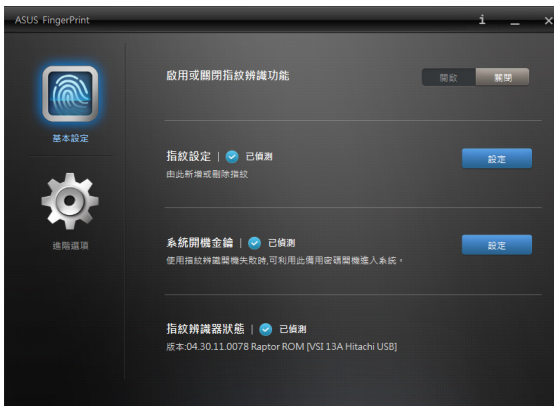 ASUS FingerPrint
基本設定
進階選項
啟用或關閉指紋辨識功能
開啟 關閉
指紋設定 | 已偵測
由此新增或刪除指紋
設定
系統開機金鑰 | 已偵測
使用指紋辨識開機失敗時,可利用此備用密碼開機進入系統。
設定
指紋辨識器狀態 | 已偵測
版本:04.30.11.0078 Raptor ROM [VSI 13A Hitachi USB]